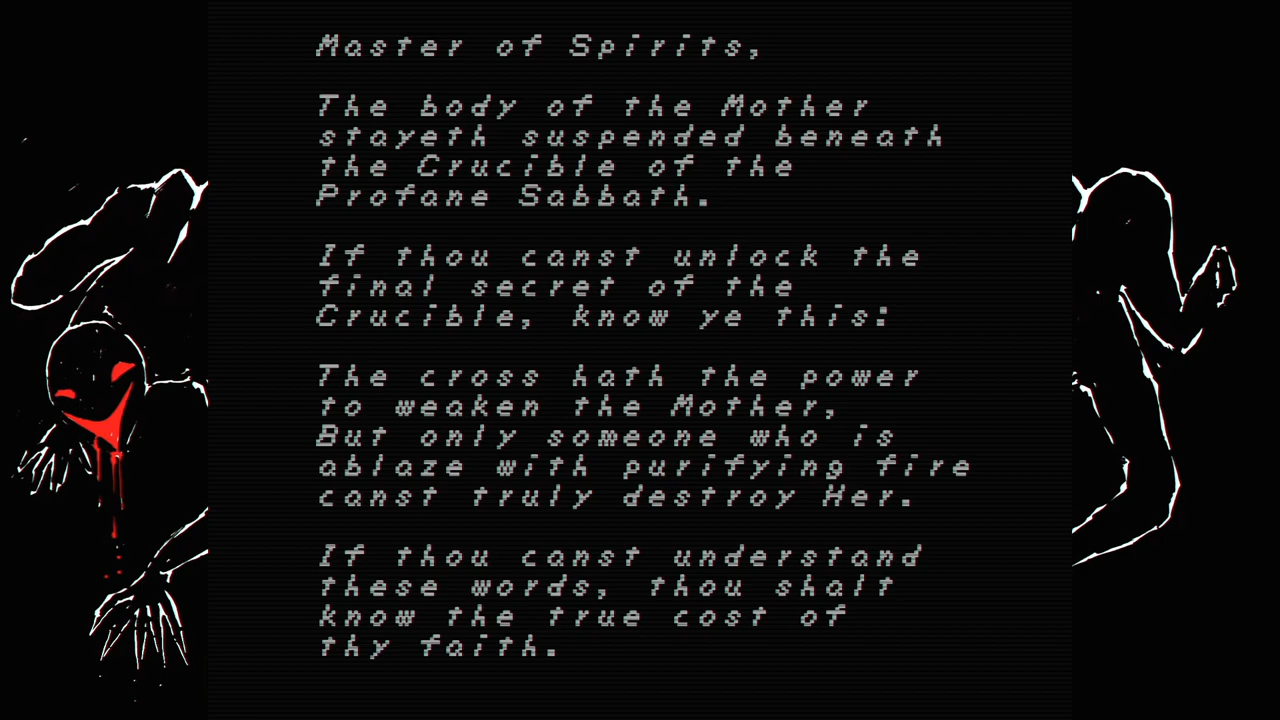 Master of Spirits,
The body of the Mother
stayeth suspended beneath
the Crucible of the
Profane Sabbath.
If thou canst unlock the
final secret of the
Crucible, know ye this:
The cross hath the power
to weaken the Mother,
But only someone who is
ablaze with purifying fire
canst truly destroy Her.
If thou canst understand
these words, thou shalt
know the true cost of
thy faith.